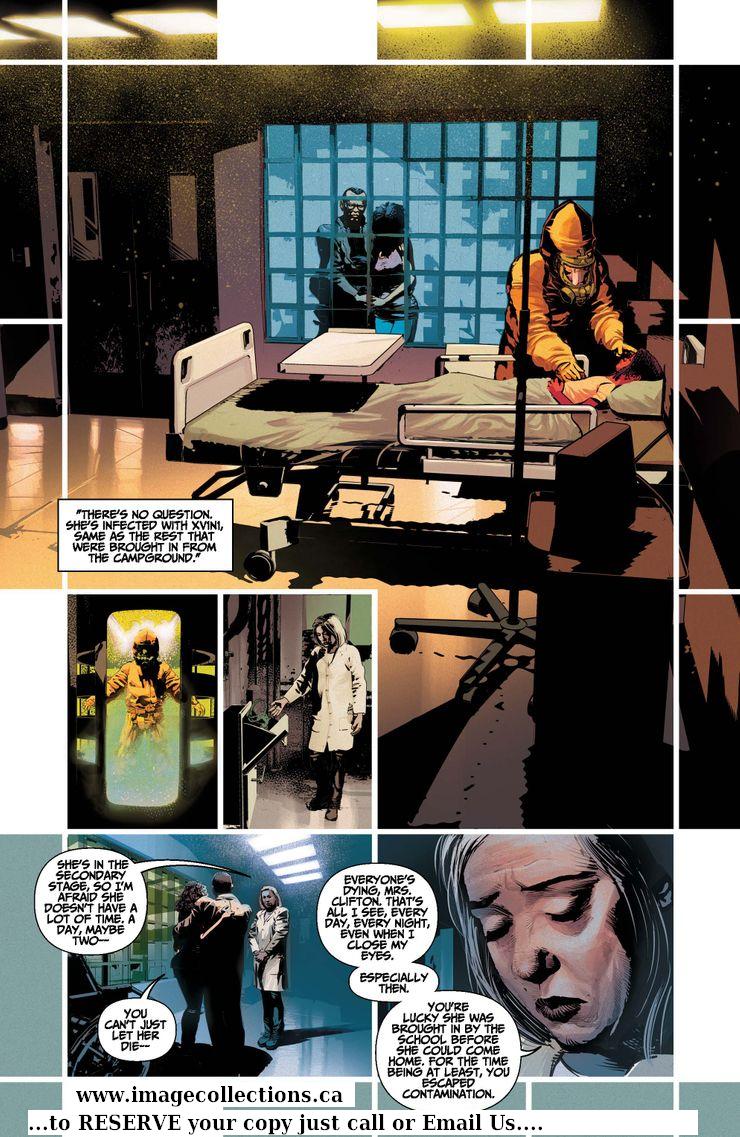 "THERE'S NO QUESTION.
SHE'S INFECTED WITH XVIN1,
SAME AS THE REST THAT
WERE BROUGHT IN FROM
THE CAMPGROUND."
SHE'S IN THE
SECONDARY
STAGE, SO I'M
AFRAID SHE
DOESN'T HAVE A
LOT OF TIME. A
DAY, MAYBE
TWO--
YOU
CAN'T JUST
LET HER
DIE--
EVERYONE'S
DYING, MRS.
CLIFTON. THAT'S
ALL I SEE, EVERY
DAY, EVERY NIGHT,
EVEN WHEN I
CLOSE MY
EYES.
ESPECIALLY
THEN.
YOU'RE
LUCKY SHE WAS
BROUGHT IN BY THE
SCHOOL BEFORE
SHE COULD COME
HOME. FOR THE TIME
BEING AT LEAST, YOU
ESCAPED
CONTAMINATION.
www.imagecollections.ca
...to RESERVE your copy just call or Email Us....